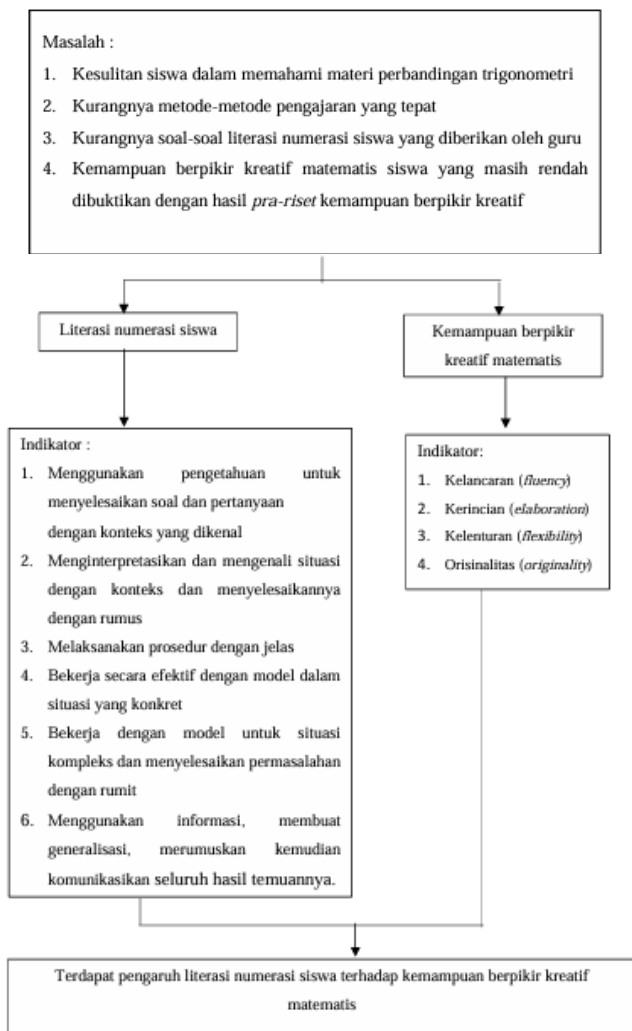 Masalah :
1. Kesulitan siswa dalam memahami materi perbandingan trigonometri
2. Kurangnya metode-metode pengajaran yang tepat
3. Kurangnya soal-soal literasi numerasi siswa yang diberikan oleh guru
4. Kemampuan berpikir kreatif matematis siswa yang masih rendah
dibuktikan dengan hasil pra-riset kemampuan berpikir kreatif
Literasi numerasi siswa
Kemampuan berpikir
kreatif matematis
Indikator :
1. Menggunakan pengetahuan untuk
menyelesaikan soal dan pertanyaan
dengan konteks yang dikenal
2. Menginterpretasikan dan mengenali situasi
dengan konteks dan menyelesaikannya
dengan rumus
3. Melaksanakan prosedur dengan jelas
4. Bekerja secara efektif dengan model dalam
situasi yang konkret
5. Bekerja dengan model untuk situasi
kompleks dan menyelesaikan permasalahan
dengan rumit
6. Menggunakan informasi, membuat
generalisasi, merumuskan kemudian
komunikasikan seluruh hasil temuannya.
Indikator:
1. Kelancaran (fluency)
2. Kerincian (elaboration)
3. Kelenturan (flexibility)
4. Orisinalitas (originality)
Terdapat pengaruh literasi numerasi siswa terhadap kemampuan berpikir kreatif
matematis